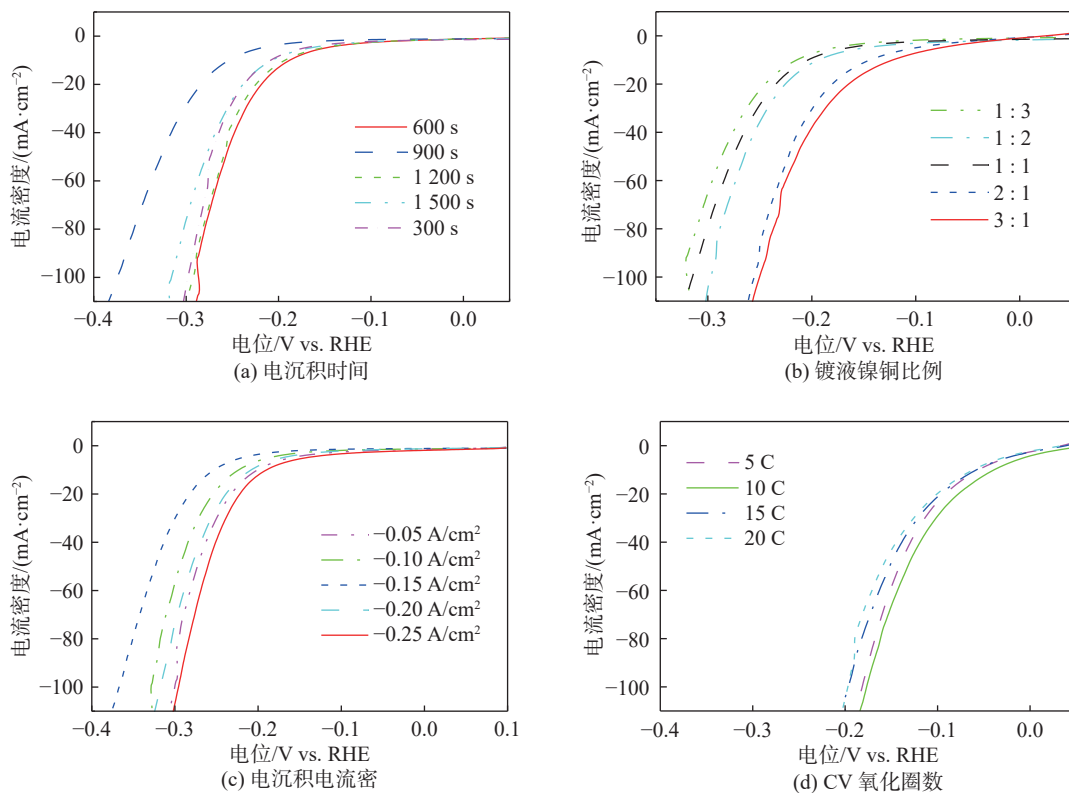 0
−20
−40
−60
−80
−100
电流密度/(mA·cm−2)
600 s
900 s
1 200 s
1 500 s
300 s
−0.4
−0.3
−0.2
−0.1
0.0
电位/V vs. RHE
(a) 电沉积时间
0
−20
−40
−60
−80
−100
电流密度/(mA·cm−2)
1 : 3
1 : 2
1 : 1
2 : 1
3 : 1
−0.3
−0.2
−0.1
0.0
电位/V vs. RHE
(b) 镀液镍铜比例
0
−20
−40
−60
−80
−100
电流密度/(mA·cm−2)
−0.05 A/cm2
−0.10 A/cm2
−0.15 A/cm2
−0.20 A/cm2
−0.25 A/cm2
−0.4
−0.3
−0.2
−0.1
0.0
0.1
电位/V vs. RHE
(c) 电沉积电流密
0
−20
−40
−60
−80
−100
电流密度/(mA·cm−2)
5 C
10 C
15 C
20 C
−0.4
−0.3
−0.2
−0.1
0.0
电位/V vs. RHE
(d) CV 氧化圈数